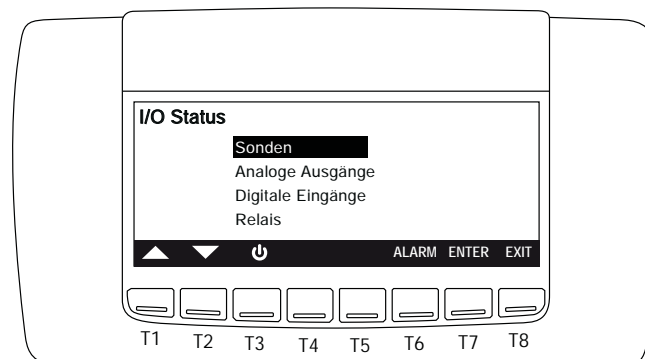 I/O Status
Sonden
Analoge Ausgänge
Digitale Eingänge
Relais
ALARM ENTER EXIT
T1 T2 T3 T4 T5 T6 T7 T8